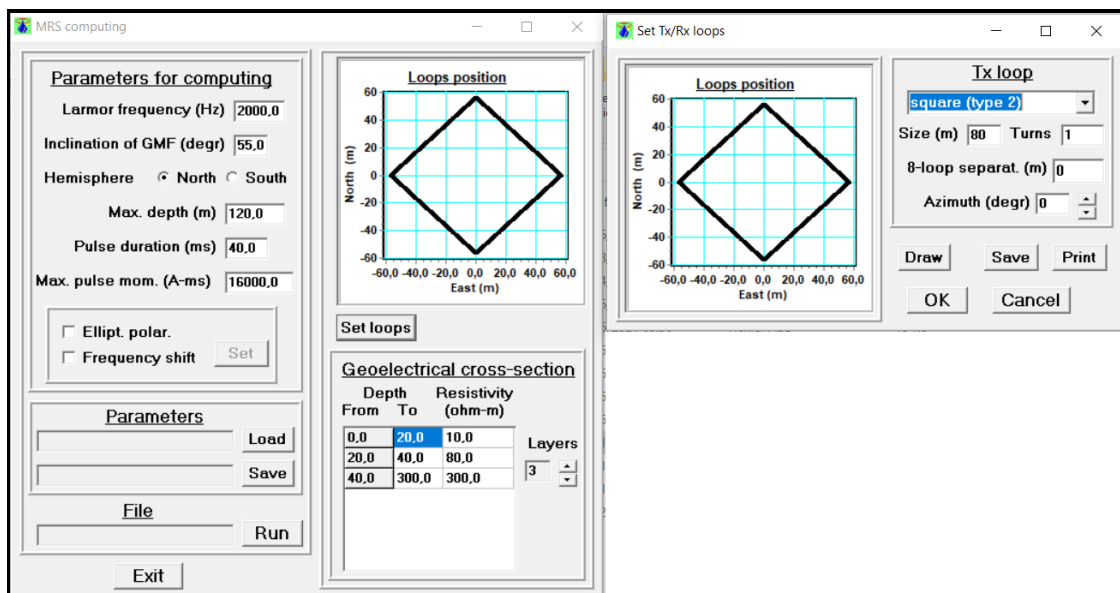 MRS computing
Parameters for computing
Larmor frequency (Hz) 2000,0
Inclination of GMF (degr) 55,0
Hemisphere North South
Max. depth (m) 120,0
Pulse duration (ms) 40,0
Max. pulse mom. (A-ms) 16000,0
Ellipt. polar.
Frequency shift Set
Parameters
Load
Save
File
Run
Exit
Loops position
60
40
20
0
-20
-40
-60
North (m)
-60,0 -40,0 -20,0 0,0 20,0 40,0 60,0
East (m)
Set loops
Geoelectrical cross-section
Depth Resistivity
From To (ohm-m)
0,0 20,0 10,0
20,0 40,0 80,0
40,0 300,0 300,0
Layers
3
Set Tx/Rx loops
Loops position
60
40
20
0
-20
-40
-60
North (m)
-60,0 -40,0 -20,0 0,0 20,0 40,0 60,0
East (m)
Tx loop
square (type 2)
Size (m) 80 Turns 1
8-loop separat. (m) 0
Azimuth (degr) 0
Draw Save Print
OK Cancel